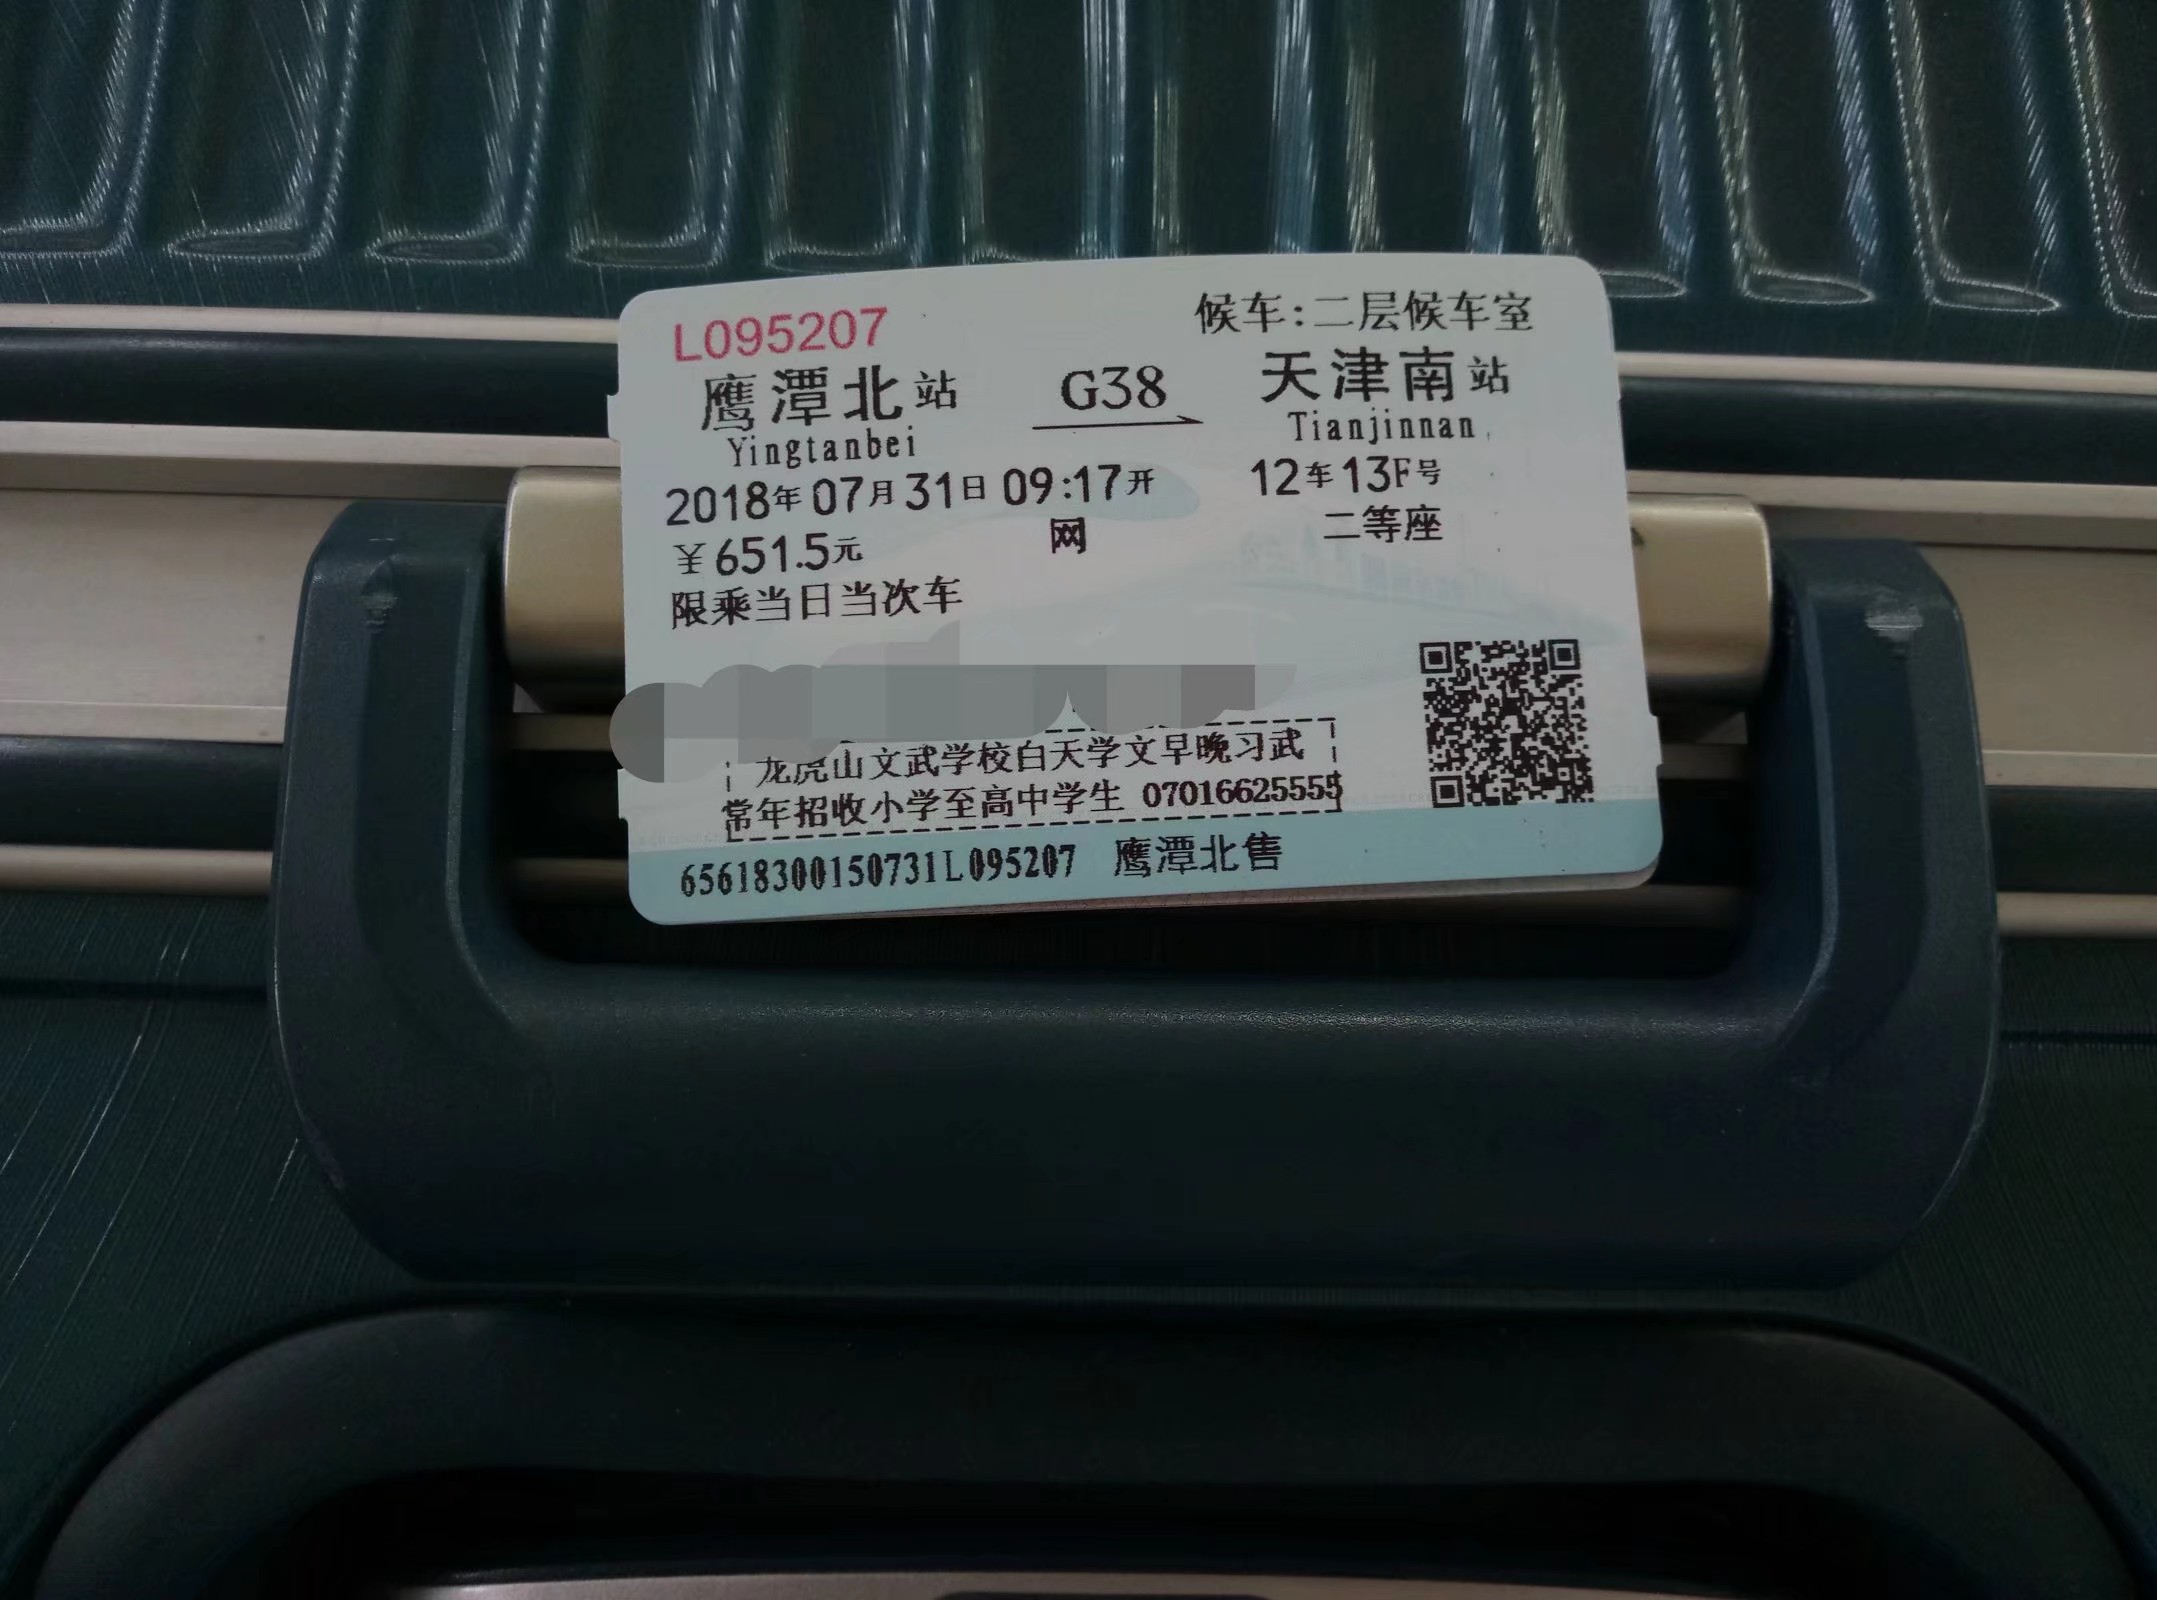 L095207
候车:二层候车室
鹰潭北站 G38 天津南站
Yingtanbei Tianjinnan
2018年07月31日09:17开 12车13F号
¥651.5元 网 二等座
限乘当日当次车
龙虎山文武学校白天学文早晚习武
常年招收小学至高中学生 07016625555
65618300150731L095207 鹰潭北售